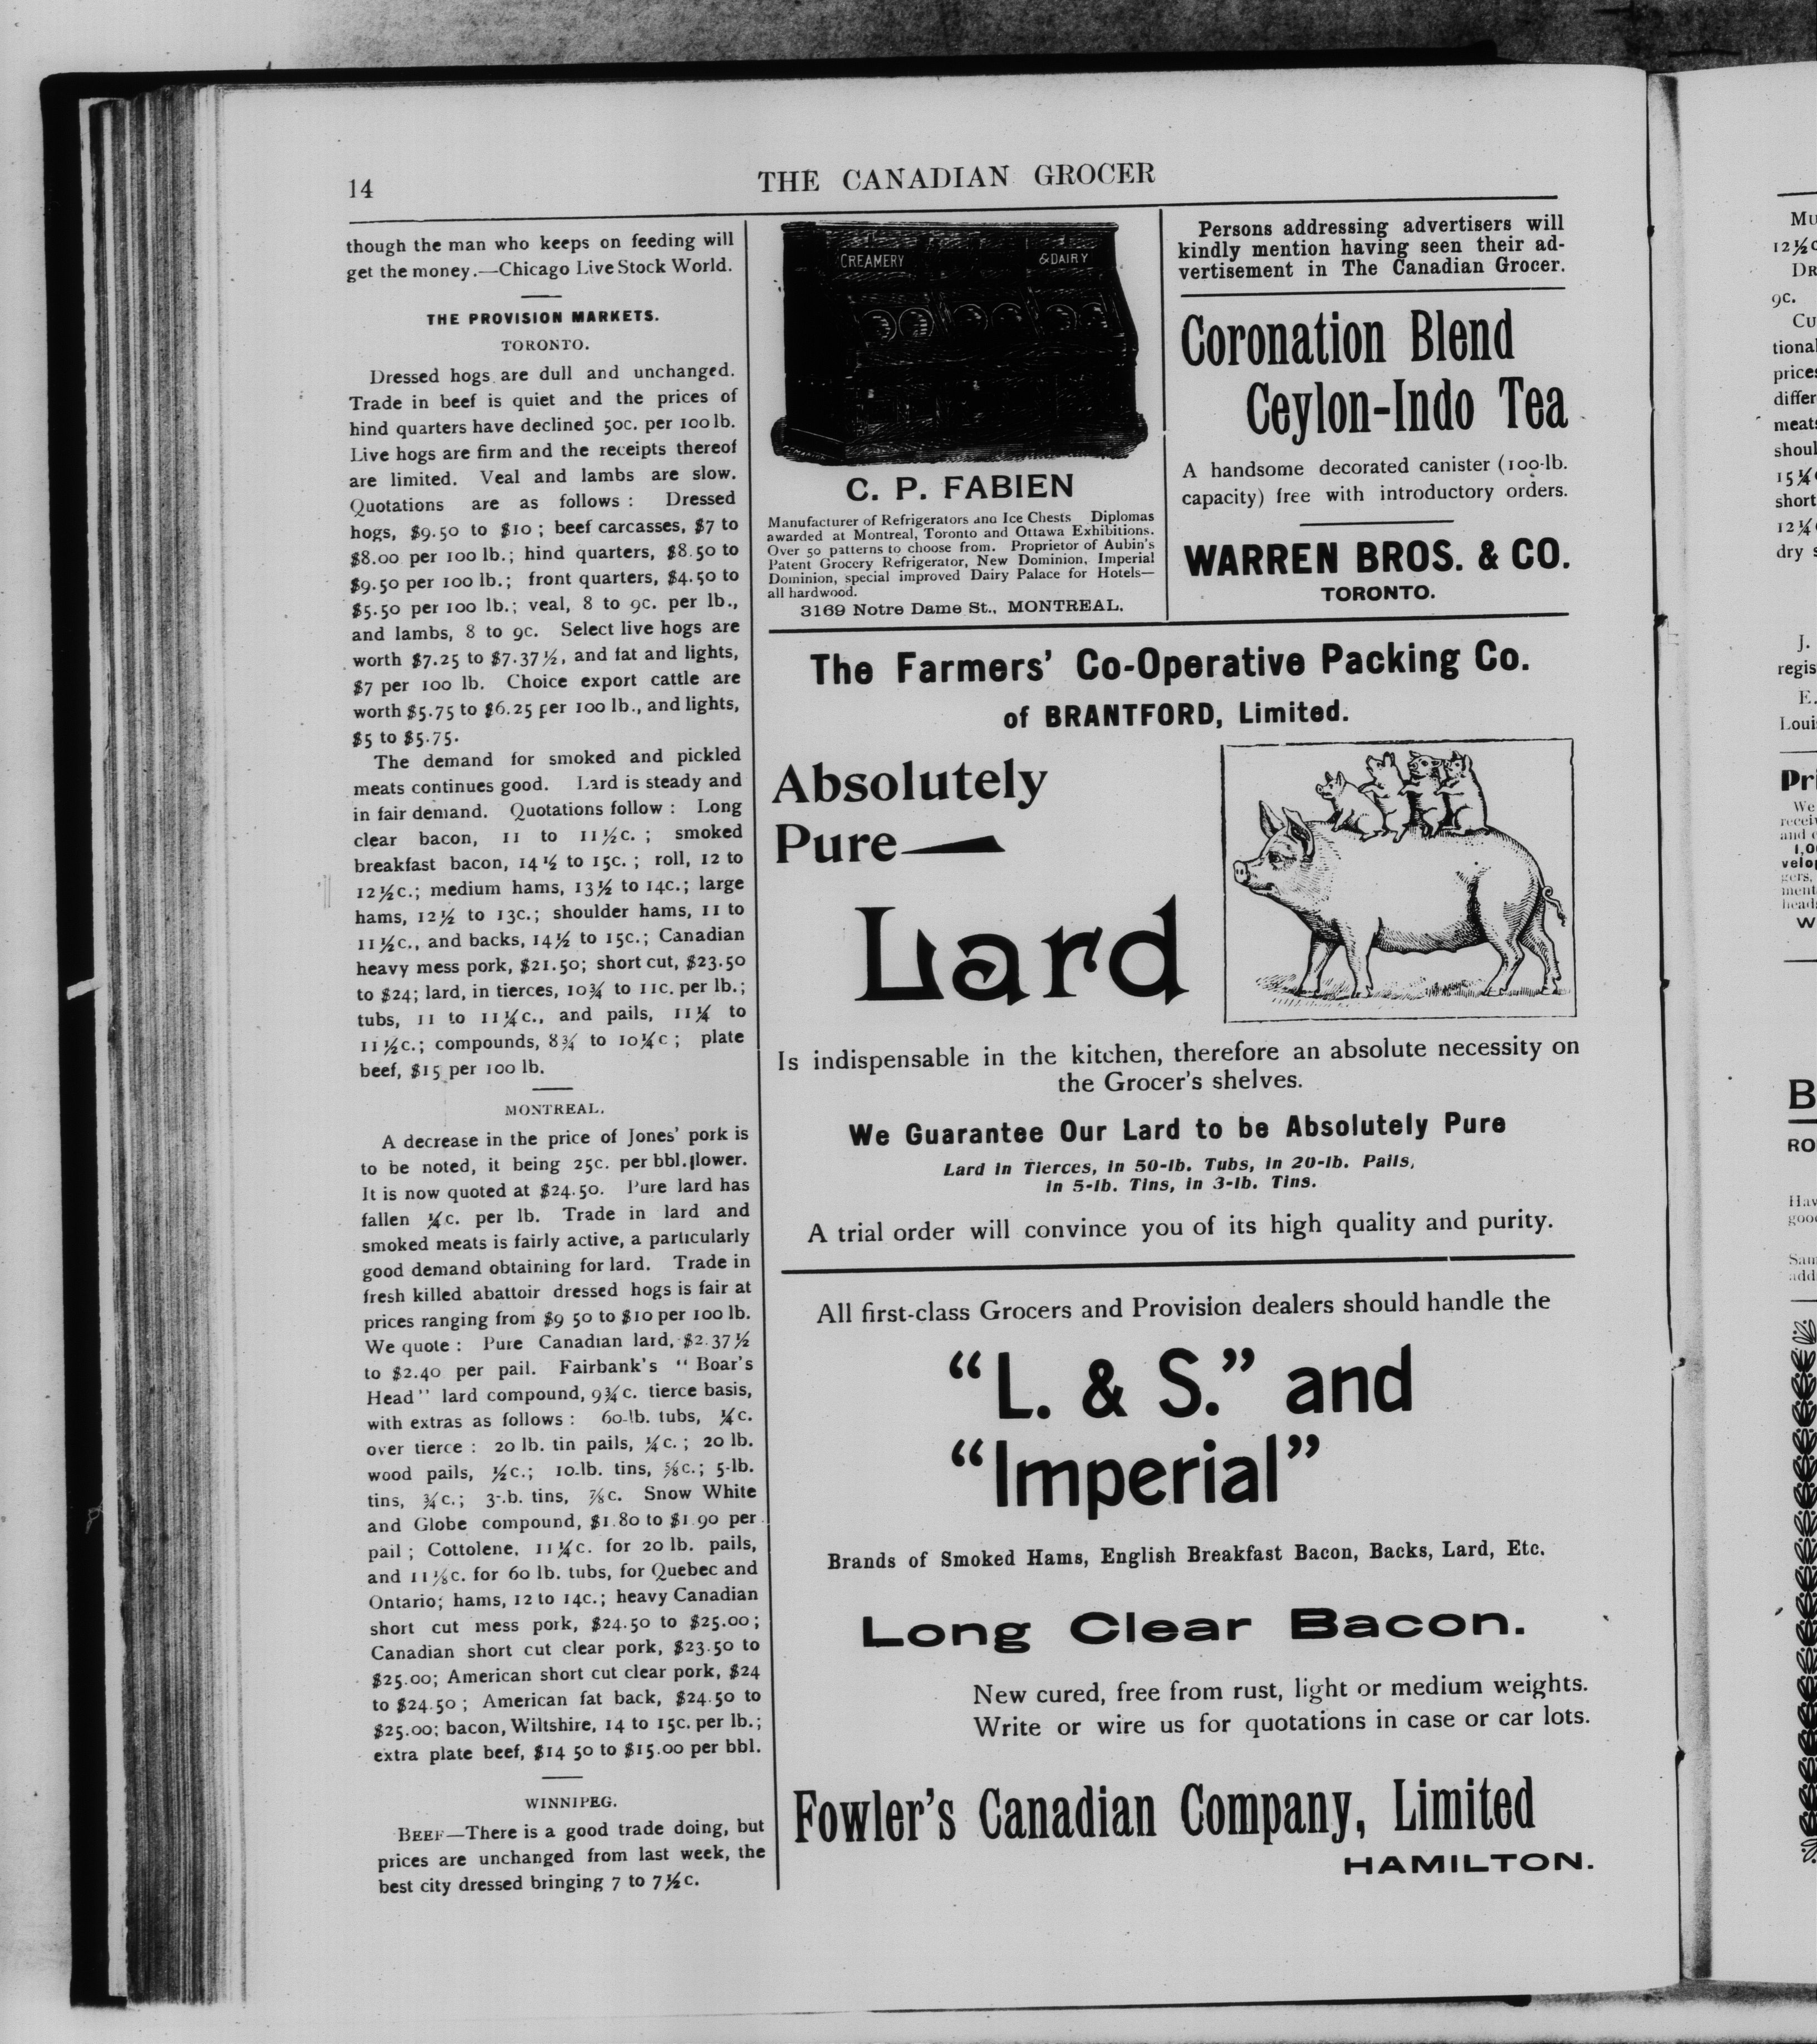 14
THE CANADIAN GROCER
though the man who keeps on feeding will
get the money.—Chicago Live Stock World.
THE PROVISION MARKETS.
TORONTO.
Dressed hogs are dull and unchanged.
Trade in beef is quiet and the prices of
hind quarters have declined 50c. per 100 lb.
Live hogs are firm and the receipts thereof
are limited. Veal and lambs are slow.
Quotations are as follows : Dressed
hogs, $9.50 to $10 ; beef carcasses, $7 to
$8.00 per 100 lb.; hind quarters, $8.50 to
$9.50 per 100 lb.; front quarters, $4.50 to
$5.50 per 100 lb.; veal, 8 to 9c. per lb.,
and lambs, 8 to 9c. Select live hogs are
worth $7.25 to $7.37½, and fat and lights,
$7 per 100 lb. Choice export cattle are
worth $5.75 to $6.25 per 100 lb., and lights,
$5 to $5.75.
The demand for smoked and pickled
meats continues good. Lard is steady and
in fair demand. Quotations follow : Long
clear bacon, 11 to 11½c. ; smoked
breakfast bacon, 14½ to 15c. ; roll, 12 to
12½c.; medium hams, 13½ to 14c.; large
hams, 12½ to 13c.; shoulder hams, 11 to
11½c., and backs, 14½ to 15c.; Canadian
heavy mess pork, $21.50; short cut, $23.50
to $24; lard, in tierces, 10¾ to 11c. per lb.;
tubs, 11 to 11¼c., and pails, 11¼ to
11½c.; compounds, 8¾ to 10¼c ; plate
beef, $15 per 100 lb.
MONTREAL.
A decrease in the price of Jones' pork is
to be noted, it being 25c. per bbl. lower.
It is now quoted at $24.50. Pure lard has
fallen ¼c. per lb. Trade in lard and
smoked meats is fairly active, a particularly
good demand obtaining for lard. Trade in
fresh killed abattoir dressed hogs is fair at
prices ranging from $9 50 to $10 per 100 lb.
We quote : Pure Canadian lard, $2.37½
to $2.40 per pail. Fairbank's "Boar's
Head" lard compound, 9¾c. tierce basis,
with extras as follows : 60-lb. tubs, ¼c.
over tierce : 20 lb. tin pails, ¼c. ; 20 lb.
wood pails, ½c.; 10-lb. tins, ⅝c.; 5-lb.
tins, ¾c.; 3-.b. tins, ⅞c. Snow White
and Globe compound, $1.80 to $1 90 per
pail ; Cottolene. 11¼c. for 20 lb. pails,
and 11⅛c. for 60 lb. tubs, for Quebec and
Ontario; hams, 12 to 14c.; heavy Canadian
short cut mess pork, $24.50 to $25.00;
Canadian short cut clear pork, $23.50 to
$25.00; American short cut clear pork, $24
to $24.50 ; American fat back, $24.50 to
$25.00; bacon, Wiltshire, 14 to 15c. per lb.;
extra plate beef, $14 50 to $15.00 per bbl.
WINNIPEG.
BEEF—There is a good trade doing, but
prices are unchanged from last week, the
best city dressed bringing 7 to 7½c.
CREAMERY
& DAIRY
C. P. FABIEN
Manufacturer of Refrigerators and Ice Chests Diplomas
awarded at Montreal, Toronto and Ottawa Exhibitions.
Over 50 patterns to choose from. Proprietor of Aubin's
Patent Grocery Refrigerator, New Dominion, Imperial
Dominion, special improved Dairy Palace for Hotels—
all hardwood.
3169 Notre Dame St., MONTREAL.
Persons addressing advertisers will
kindly mention having seen their ad-
vertisement in The Canadian Grocer.
Coronation Blend
Ceylon-Indo Tea
A handsome decorated canister (100-lb.
capacity) free with introductory orders.
WARREN BROS. & CO.
TORONTO.
The Farmers' Co-Operative Packing Co.
of BRANTFORD, Limited.
Absolutely
Pure—
Lard
Is indispensable in the kitchen, therefore an absolute necessity on
the Grocer's shelves.
We Guarantee Our Lard to be Absolutely Pure
Lard in Tierces, in 50-lb. Tubs, in 20-lb. Pails,
in 5-lb. Tins, in 3-lb. Tins.
A trial order will convince you of its high quality and purity.
All first-class Grocers and Provision dealers should handle the
"L. & S." and
"Imperial"
Brands of Smoked Hams, English Breakfast Bacon, Backs, Lard, Etc.
Long Clear Bacon.
New cured, free from rust, light or medium weights.
Write or wire us for quotations in case or car lots.
Fowler's Canadian Company, Limited
HAMILTON.
12½c
9c.
tional
meats
dry
J.
E.
We
and